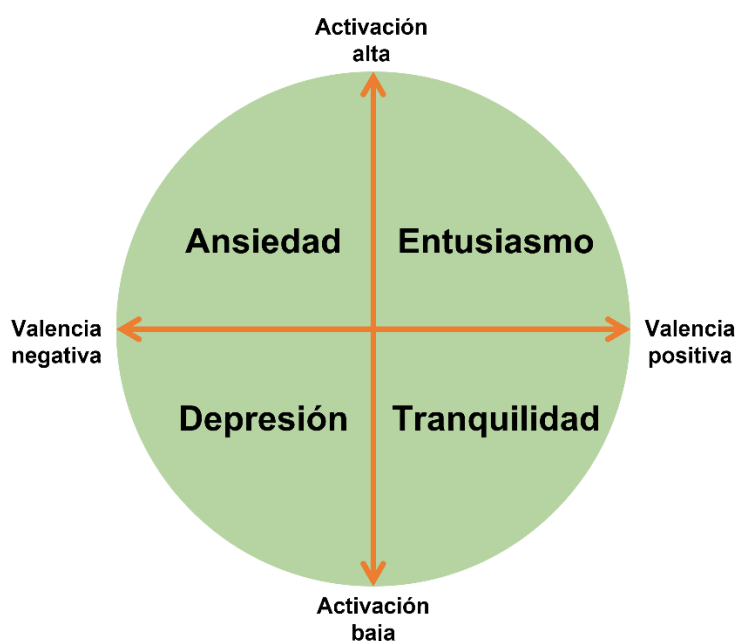 Activación
alta
Ansiedad
Entusiasmo
Valencia
negativa
Valencia
positiva
Depresión
Tranquilidad
Activación
baja